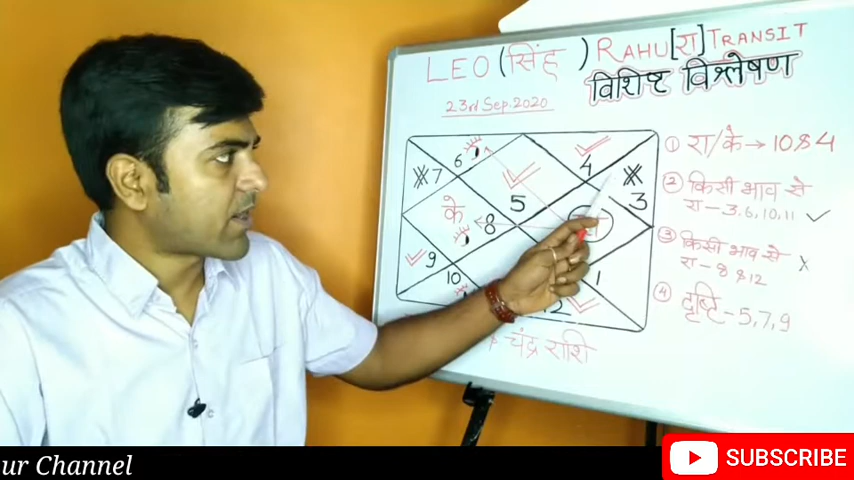 LEO (सिंह) RAHU[रा] TRANSIT
विशिष्ट विश्लेषण
23rd Sep. 2020
① रा/के → 10 & 4
② किसी भाव से
रा - 3.6,10,11 ✓
③ किसी भाव से
रा - 8 & 12 X
④ दृष्टि - 5,7,9
6
4
7
3
5
के
8
9
10
1
12
* चंद्र राशि
ur Channel
SUBSCRIBE